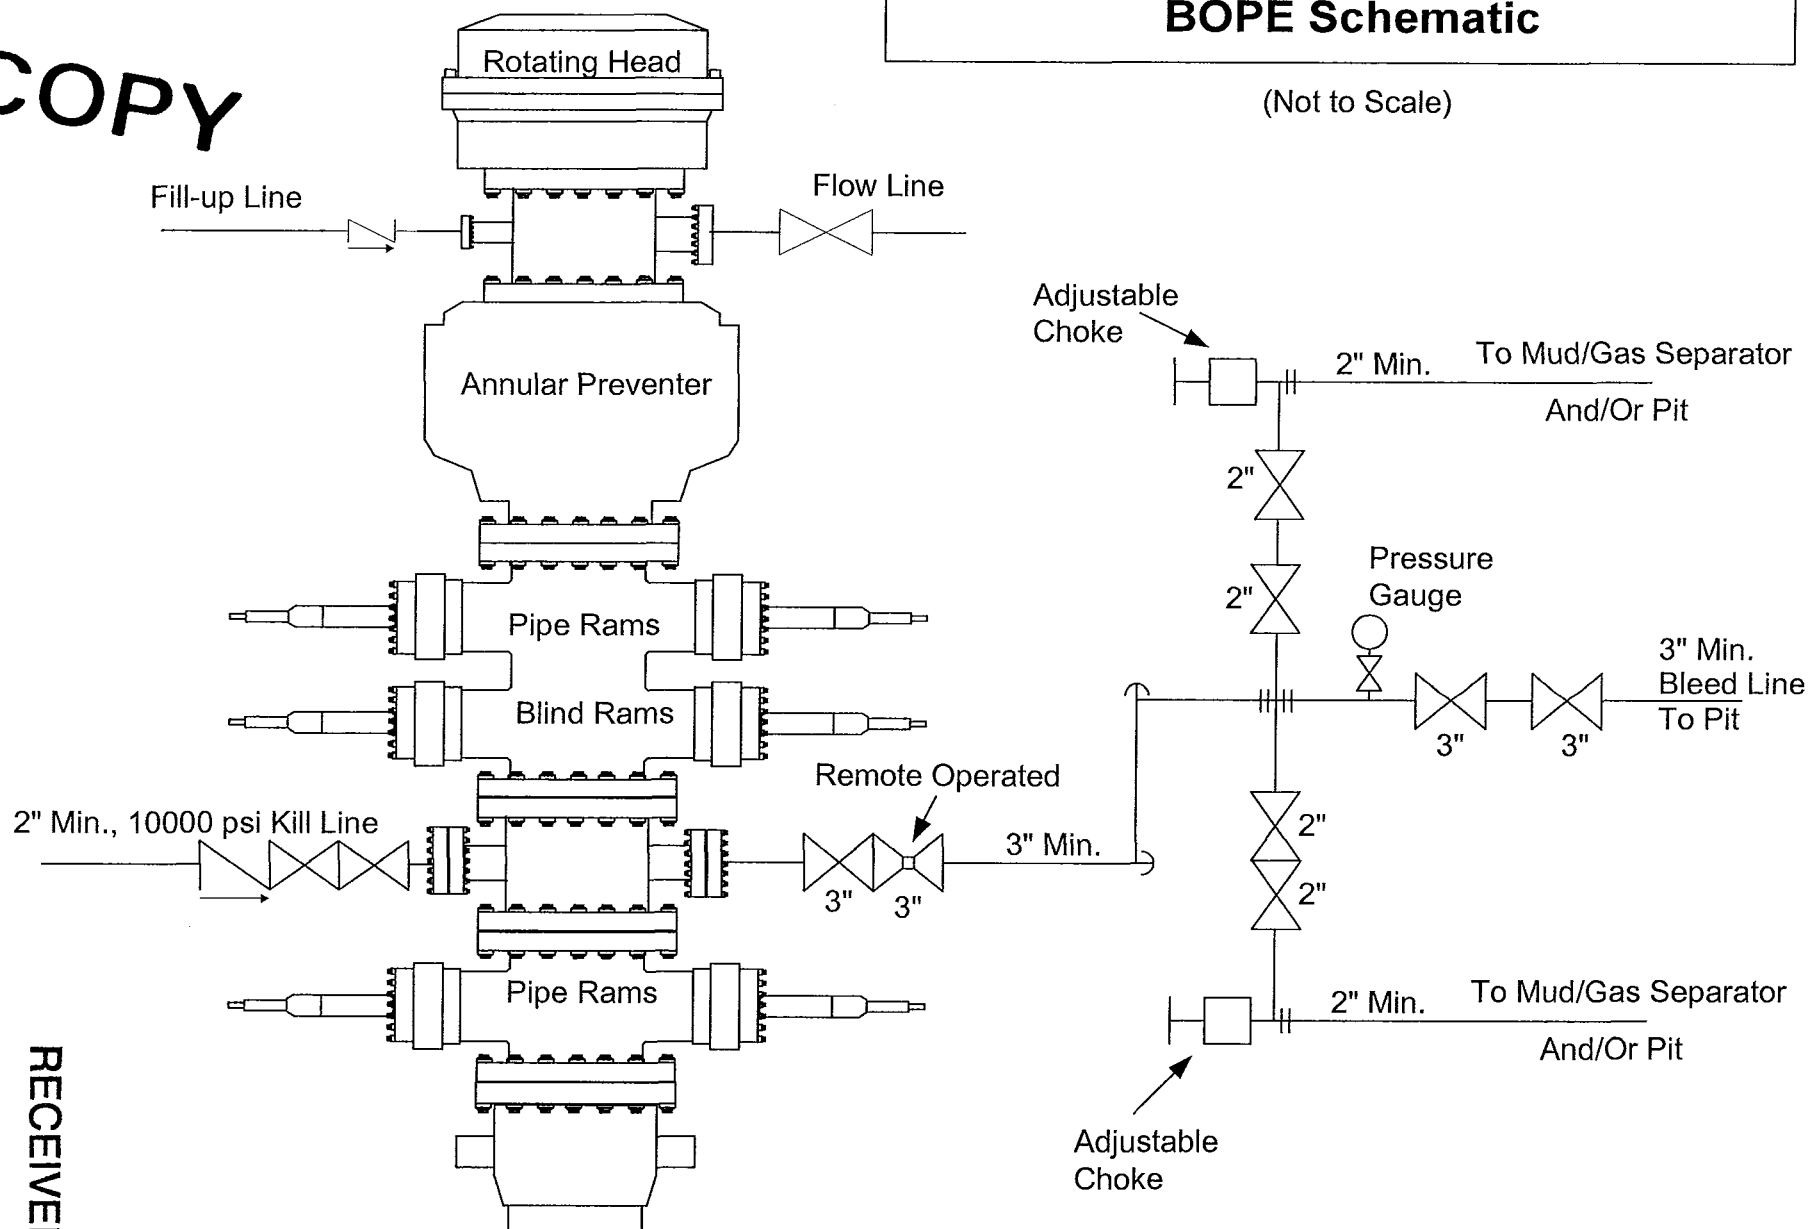 BOPE Schematic
(Not to Scale)
COPY
Rotating Head
Fill-up Line
Flow Line
Annular Preventer
Adjustable
Choke
2" Min.
To Mud/Gas Separator
And/Or Pit
2"
2"
Pressure
Gauge
3" Min.
Bleed Line
To Pit
3"
3"
Pipe Rams
Blind Rams
Remote Operated
2" Min., 10000 psi Kill Line
3"
3"
3" Min.
2"
2"
Pipe Rams
2" Min.
To Mud/Gas Separator
And/Or Pit
Adjustable
Choke